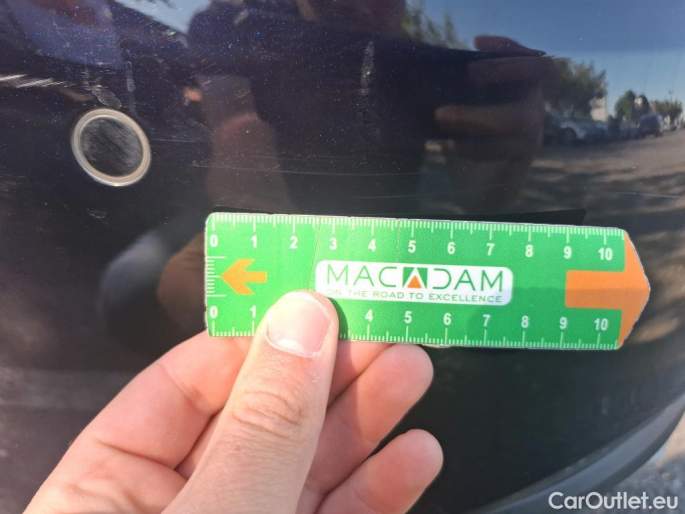 0 1 2 3 4 5 6 7 8 9 10
MACADAM
ON THE ROAD TO EXCELLENCE
0 1 4 5 6 7 8 9 10
CarOutlet.eu